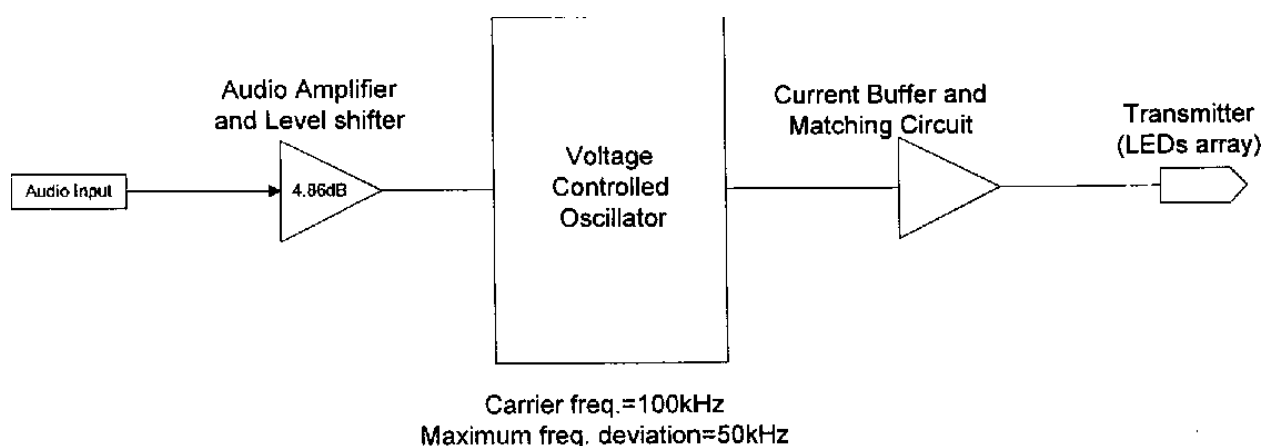 Audio Amplifier
and Level shifter
Current Buffer and
Matching Circuit
Transmitter
(LEDs array)
Audio Input
4.86dB
Voltage
Controlled
Oscillator
Carrier freq.=100kHz
Maximum freq. deviation=50kHz